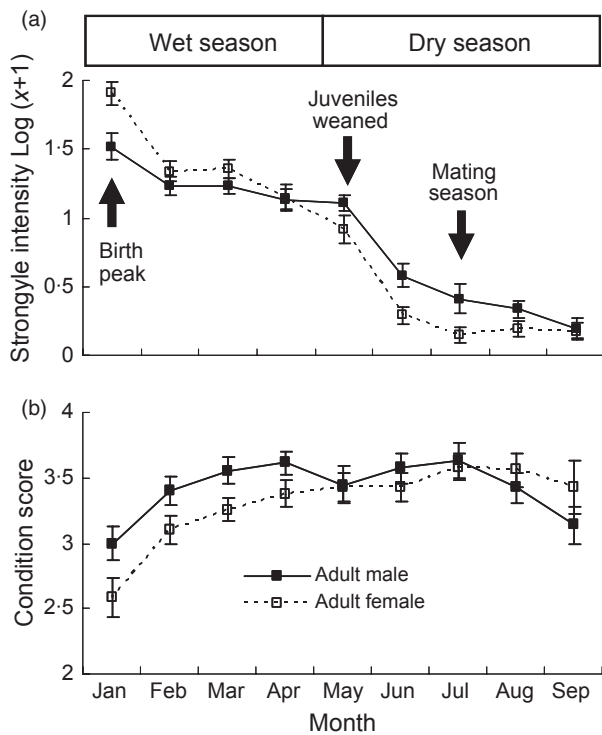 (a)
Wet season
Dry season
Strongyle intensity Log (x+1)
2
1·5
1
0·5
0
Birth
peak
Juveniles
weaned
Mating
season
(b)
Condition score
4
3·5
3
2·5
2
Adult male
Adult female
Jan Feb Mar Apr May Jun Jul Aug Sep
Month